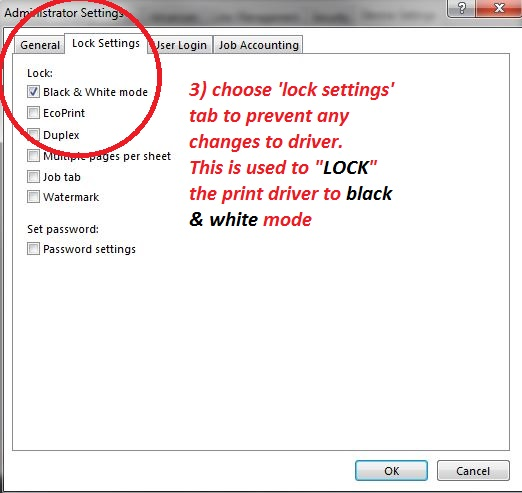 Administrator Settings
General
Lock Settings
User Login
Job Accounting
Lock:
Black & White mode
EcoPrint
Duplex
Multiple pages per sheet
Job tab
Watermark
Set password:
Password settings
3) choose 'lock settings'
tab to prevent any
changes to driver.
This is used to "LOCK"
the print driver to black
& white mode
OK
Cancel